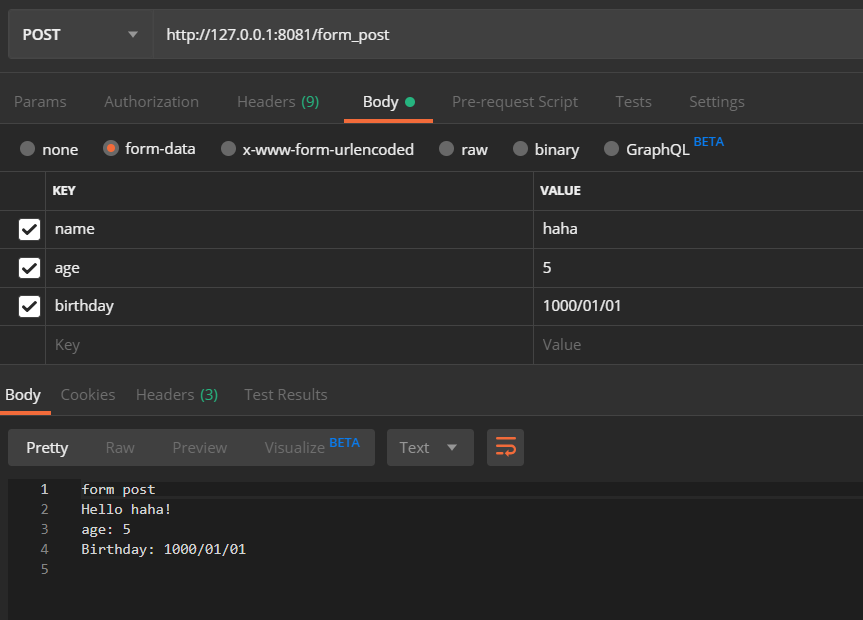 POST http://127.0.0.1:8081/form_post
Params Authorization Headers (9) Body Pre-request Script Tests Settings
none form-data x-www-form-urlencoded raw binary GraphQL BETA
KEY VALUE
name haha
age 5
birthday 1000/01/01
Key Value
Body Cookies Headers (3) Test Results
Pretty Raw Preview Visualize BETA Text
1 form post
2 Hello haha!
3 age: 5
4 Birthday: 1000/01/01
5